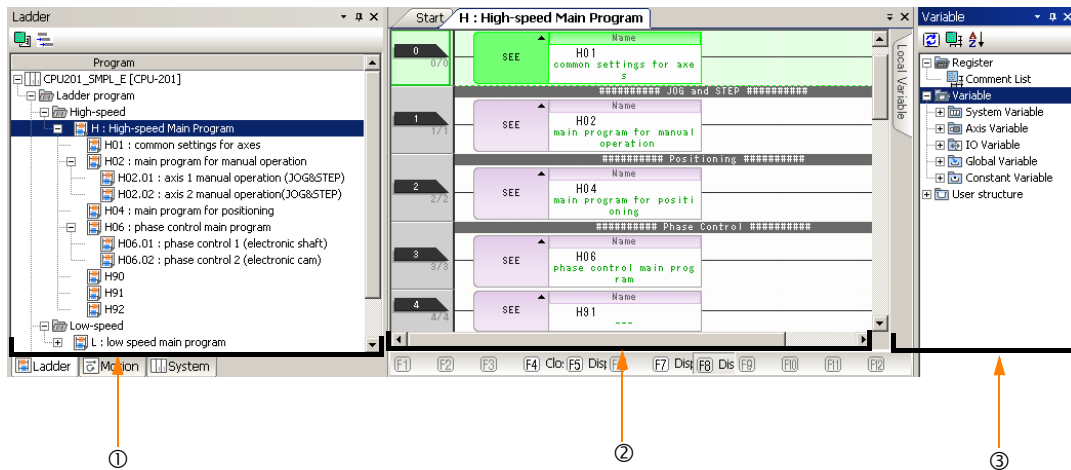 Ladder
Program
CPU201_SMPL_E [CPU-201]
Ladder program
High-speed
H : High-speed Main Program
H01 : common settings for axes
H02 : main program for manual operation
H02.01 : axis 1 manual operation (JOG&STEP)
H02.02 : axis 2 manual operation(JOG&STEP)
H04 : main program for positioning
H06 : phase control main program
H06.01 : phase control 1 (electronic shaft)
H06.02 : phase control 2 (electronic cam)
H90
H91
H92
Low-speed
L : low speed main program
Ladder Motion System
Start H : High-speed Main Program
0
0/0
SEE
Name
H01
common settings for axe
s
########## JOG and STEP ##########
1
1/1
SEE
Name
H02
main program for manual
operation
########## Positioning ##########
2
2/2
SEE
Name
H04
main program for positi
oning
########## Phase Control ##########
3
3/3
SEE
Name
H06
phase control main prog
ram
4
4/4
SEE
Name
H91
---
F1 F2 F3 F4 Clo: F5 Disp F7 Disp F8 Dis F9 F10 F11 F12
Local Variable
Variable
Register
Comment List
Variable
System Variable
Axis Variable
IO Variable
Global Variable
Constant Variable
User structure
① ② ③